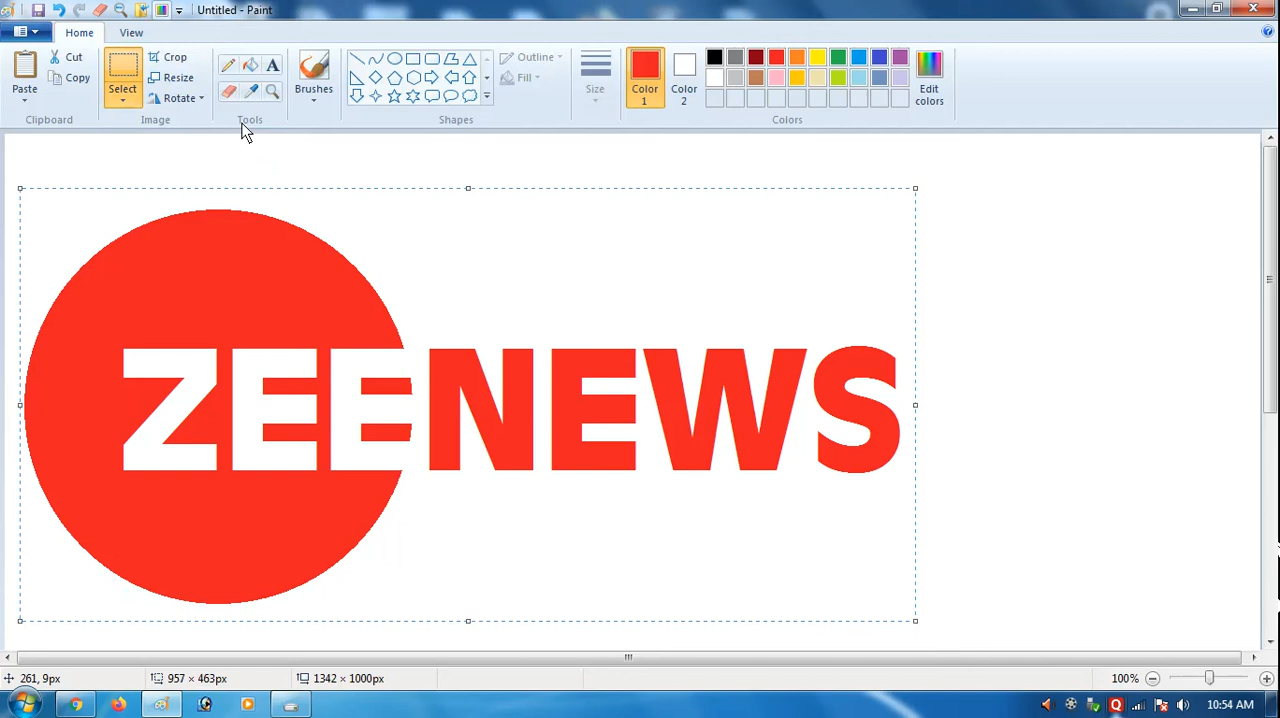 Untitled - Paint
Home
View
Paste
Cut
Copy
Clipboard
Select
Crop
Resize
Rotate
Image
A
Tools
Brushes
Outline
Fill
Shapes
Size
Color 1
Color 2
Edit colors
Colors
ZEENEWS
261, 9px
957 × 463px
1342 × 1000px
100%
10:54 AM